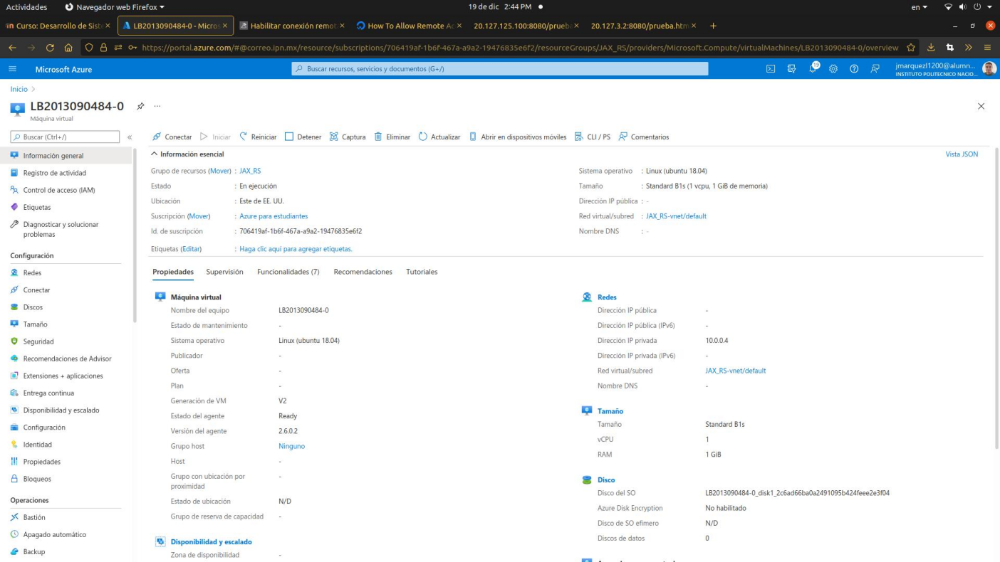 Actividades
Navegador web Firefox
19 de dic 2:44 PM
en
Curso: Desarrollo de Sist
LB2013090484-0 - Micros
Habilitar conexión remot
How To Allow Remote Ac
20.127.125.100:8080/prueba
20.127.3.2:8080/prueba.htm
https://portal.azure.com/#@correo.ipn.mx/resource/subscriptions/706419af-1b6f-467a-a9a2-19476835e6f2/resourceGroups/JAX_RS/providers/Microsoft.Compute/virtualMachines/LB2013090484-0/overview
Microsoft Azure
Buscar recursos, servicios y documentos (G+/)
19
jmarquezl1200@alumn...
INSTITUTO POLITECNICO NACIO...
Inicio >
LB2013090484-0
...
Máquina virtual
Buscar (Ctrl+/)
«
Conectar
Iniciar
Reiniciar
Detener
Captura
Eliminar
Actualizar
Abrir en dispositivos móviles
CLI / PS
Comentarios
Información general
Registro de actividad
Control de acceso (IAM)
Etiquetas
Diagnosticar y solucionar
problemas
Configuración
Redes
Conectar
Discos
Tamaño
Seguridad
Recomendaciones de Advisor
Extensiones + aplicaciones
Entrega continua
Disponibilidad y escalado
Configuración
Identidad
Propiedades
Bloqueos
Operaciones
Bastión
Apagado automático
Backup
Información esencial
Vista JSON
Grupo de recursos (Mover) : JAX_RS
Estado : En ejecución
Ubicación : Este de EE. UU.
Suscripción (Mover) : Azure para estudiantes
Id. de suscripción : 706419af-1b6f-467a-a9a2-19476835e6f2
Etiquetas (Editar) : Haga clic aquí para agregar etiquetas.
Sistema operativo : Linux (ubuntu 18.04)
Tamaño : Standard B1s (1 vcpu, 1 GiB de memoria)
Dirección IP pública : -
Red virtual/subred : JAX_RS-vnet/default
Nombre DNS : -
Propiedades
Supervisión
Funcionalidades (7)
Recomendaciones
Tutoriales
Máquina virtual
Nombre del equipo LB2013090484-0
Estado de mantenimiento -
Sistema operativo Linux (ubuntu 18.04)
Publicador -
Oferta -
Plan -
Generación de VM V2
Estado del agente Ready
Versión del agente 2.6.0.2
Grupo host Ninguno
Host -
Grupo con ubicación por -
proximidad
Estado de ubicación N/D
Grupo de reserva de capacidad -
Disponibilidad y escalado
Zona de disponibilidad -
Redes
Dirección IP pública -
Dirección IP pública (IPv6) -
Dirección IP privada 10.0.0.4
Dirección IP privada (IPv6) -
Red virtual/subred JAX_RS-vnet/default
Nombre DNS -
Tamaño
Tamaño Standard B1s
vCPU 1
RAM 1 GiB
Disco
Disco del SO LB2013090484-0_disk1_2c6ad66ba0a2491095b424feee2e3f04
Azure Disk Encryption No habilitado
Disco de SO efímero N/D
Discos de datos 0